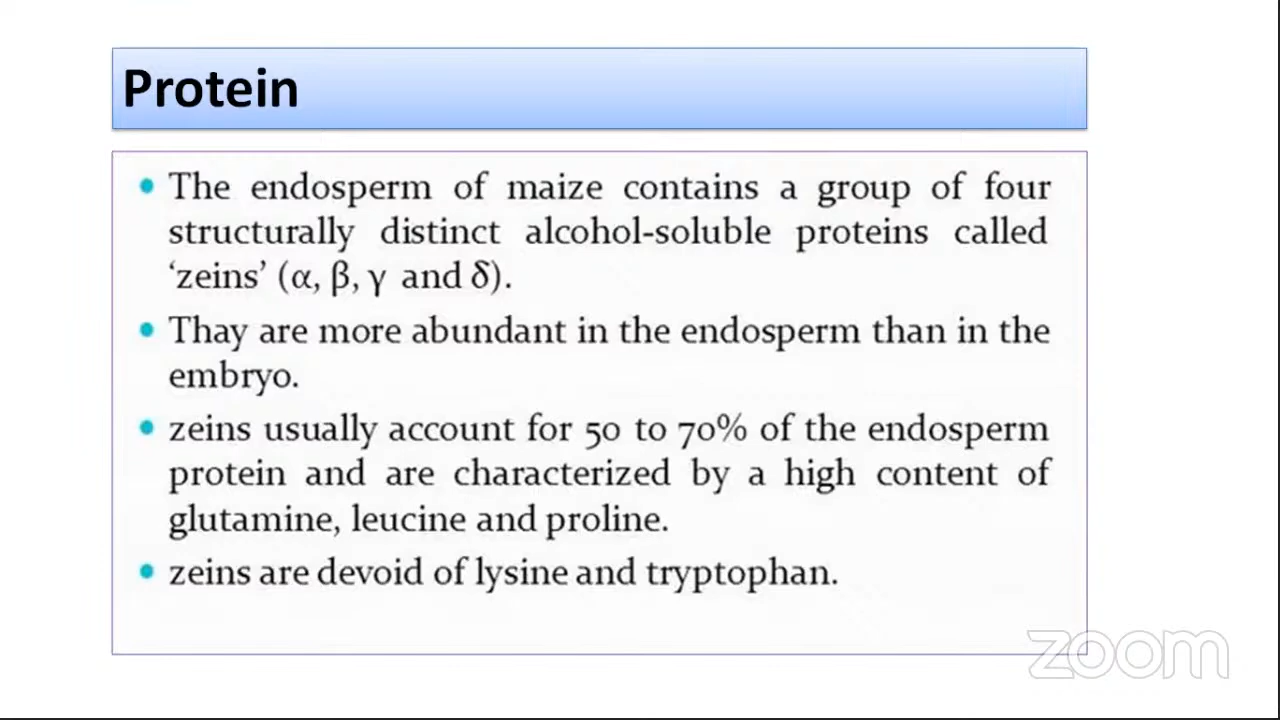 Protein
• The endosperm of maize contains a group of four
structurally distinct alcohol-soluble proteins called
‘zeins’ (α, β, γ and δ).
• Thay are more abundant in the endosperm than in the
embryo.
• zeins usually account for 50 to 70% of the endosperm
protein and are characterized by a high content of
glutamine, leucine and proline.
• zeins are devoid of lysine and tryptophan.
zoom